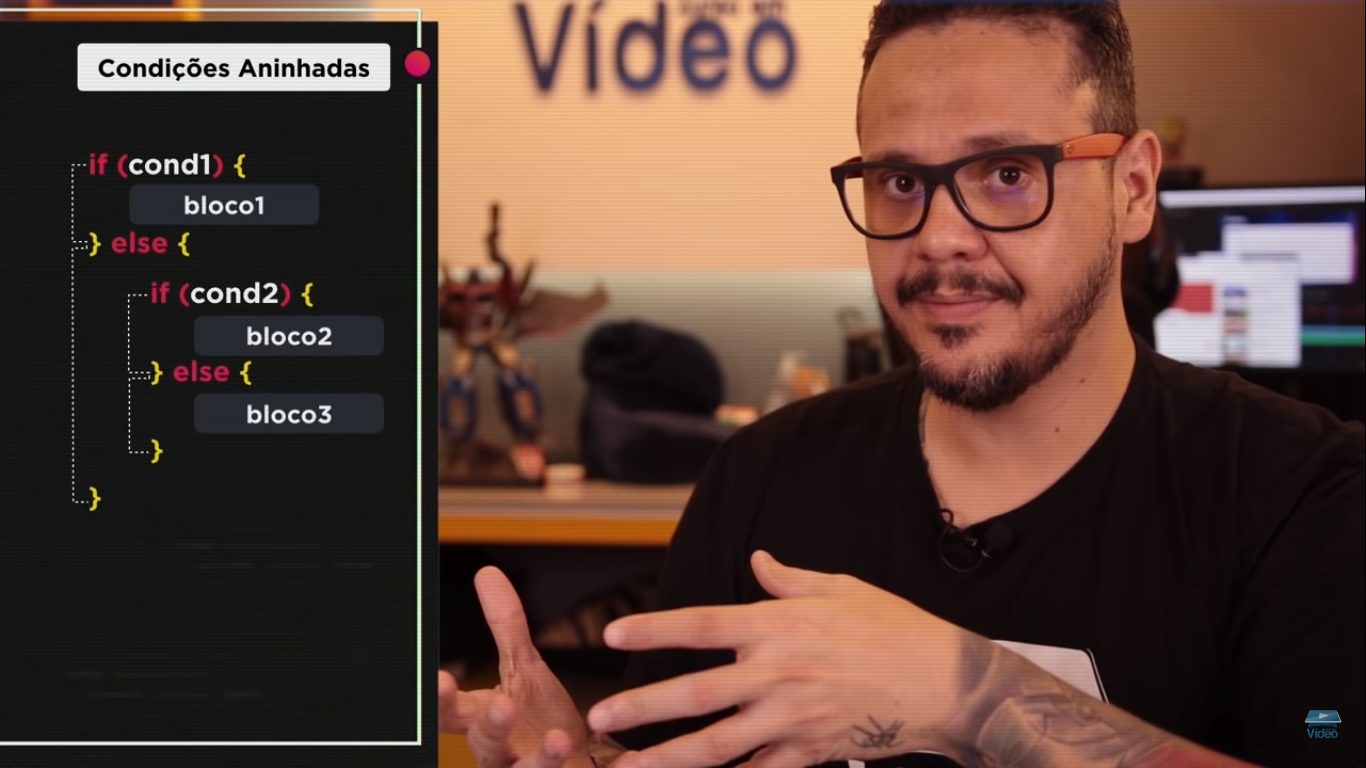 Condições Aninhadas
if (cond1) {
bloco1
} else {
if (cond2) {
bloco2
} else {
bloco3
}
}
Vídeo
Vídeo